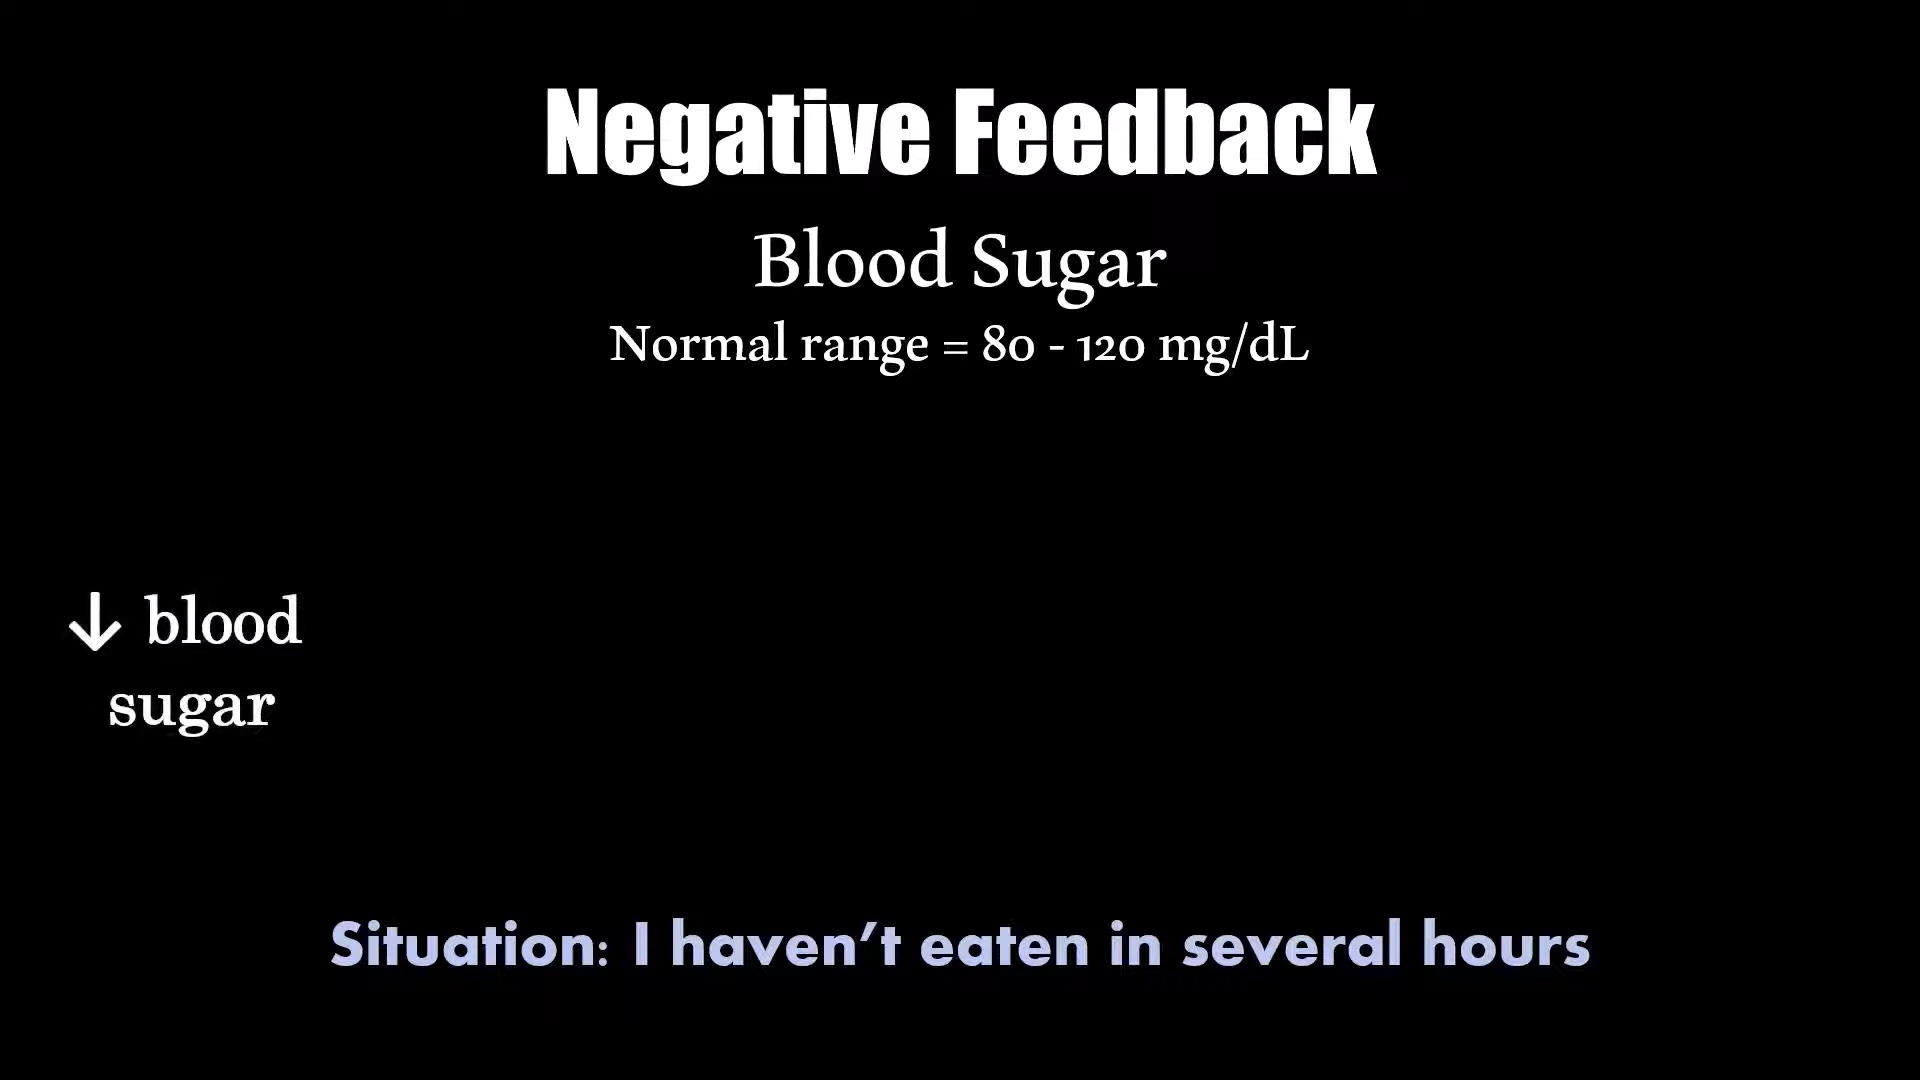 Negative Feedback
Blood Sugar
Normal range = 80 - 120 mg/dL
↓ blood
sugar
Situation: I haven’t eaten in several hours